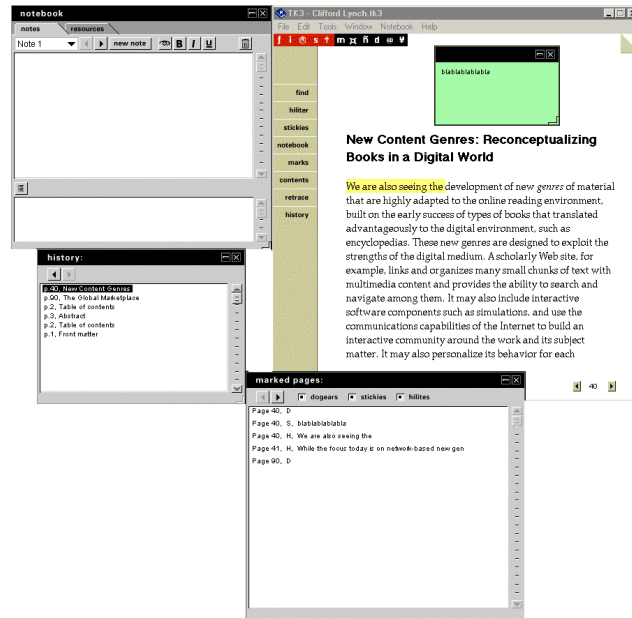 notebook
notes resources
Note 1 new note B I U
TK3 - Clifford Lynch.tk3
File Edit Tools Window Notebook Help
find
hiliter
stickies
notebook
marks
contents
retrace
history
blablablablabla
New Content Genres: Reconceptualizing
Books in a Digital World
We are also seeing the development of new genres of material
that are highly adapted to the online reading environment,
built on the early success of types of books that translated
advantageously to the digital environment, such as
encyclopedias. These new genres are designed to exploit the
strengths of the digital medium. A scholarly Web site, for
example, links and organizes many small chunks of text with
multimedia content and provides the ability to search and
navigate among them. It may also include interactive
software components such as simulations, and use the
communications capabilities of the Internet to build an
interactive community around the work and its subject
matter. It may also personalize its behavior for each
40
history:
p.40, New Content Genres
p.90, The Global Marketplace
p.2, Table of contents
p.3, Abstract
p.2, Table of contents
p.1, Front matter
marked pages:
dogears stickies hilites
Page 40, D
Page 40, S, blablablablabla
Page 40, H, We are also seeing the
Page 41, H, While the focus today is on network-based new gen
Page 90, D